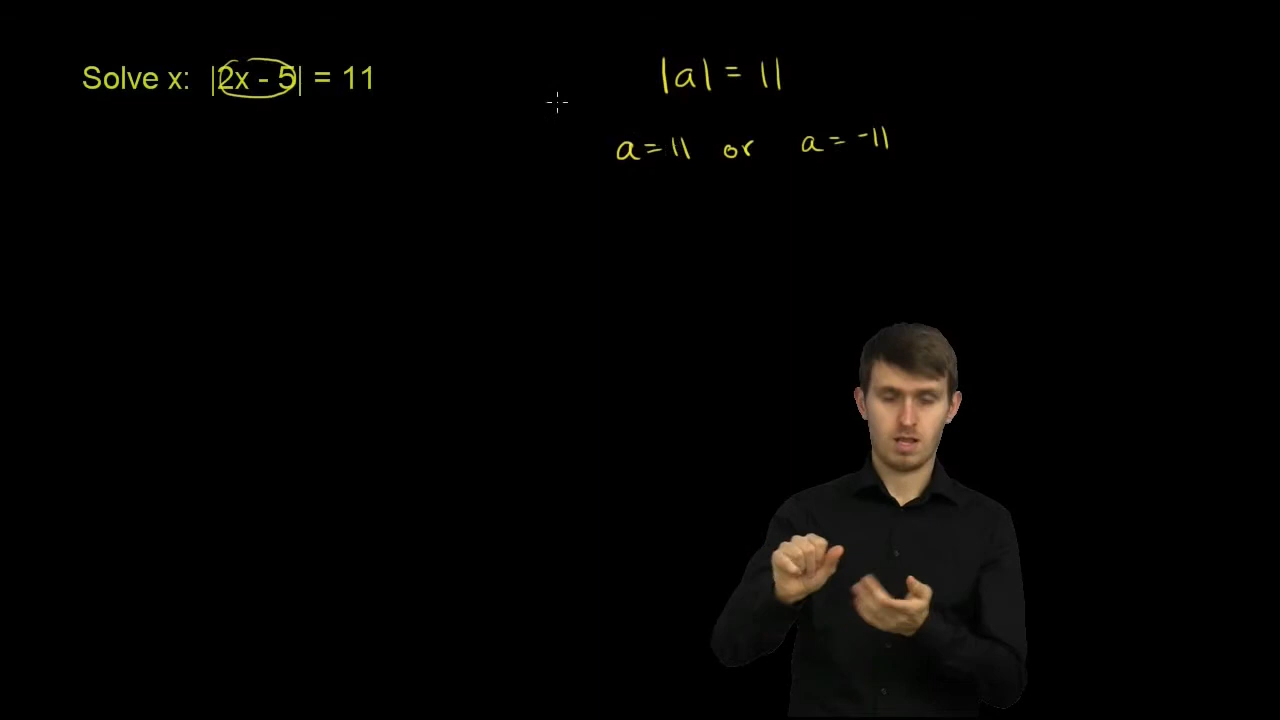 Solve x: |2x - 5| = 11
|a| = 11
a = 11 or a = -11